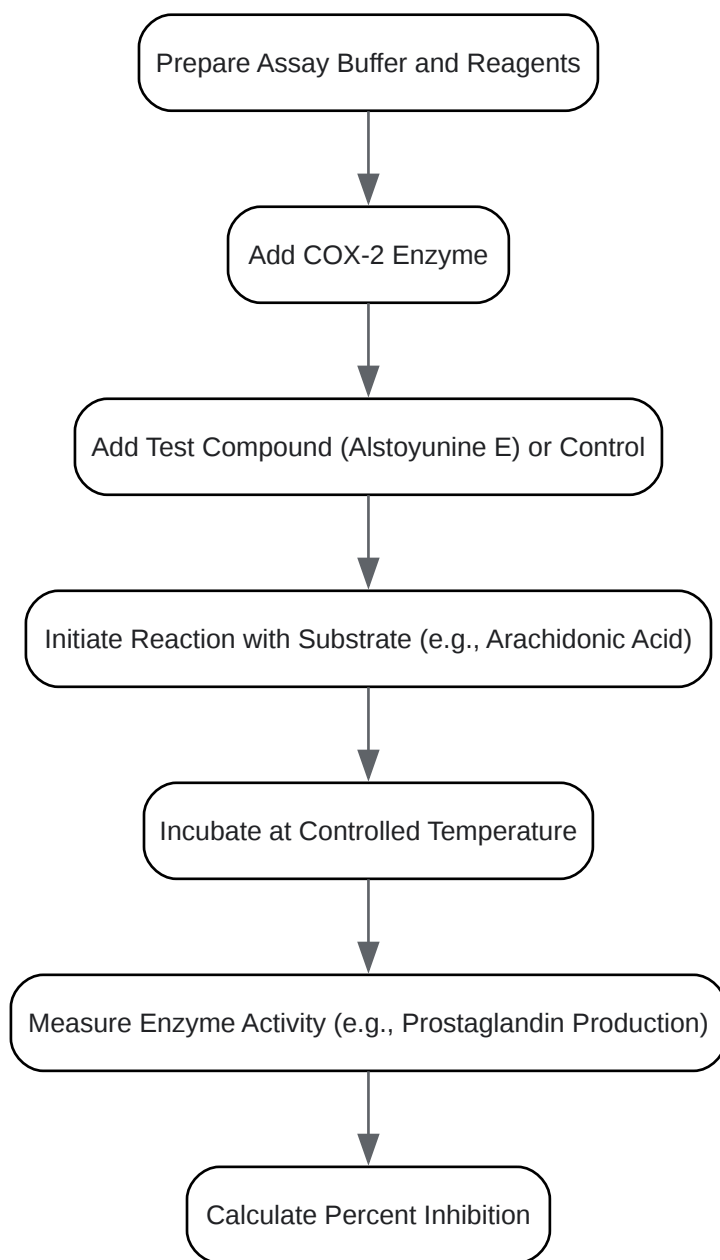 Prepare Assay Buffer and Reagents
Add COX-2 Enzyme
Add Test Compound (Alstoyunine E) or Control
Initiate Reaction with Substrate (e.g., Arachidonic Acid)
Incubate at Controlled Temperature
Measure Enzyme Activity (e.g., Prostaglandin Production)
Calculate Percent Inhibition